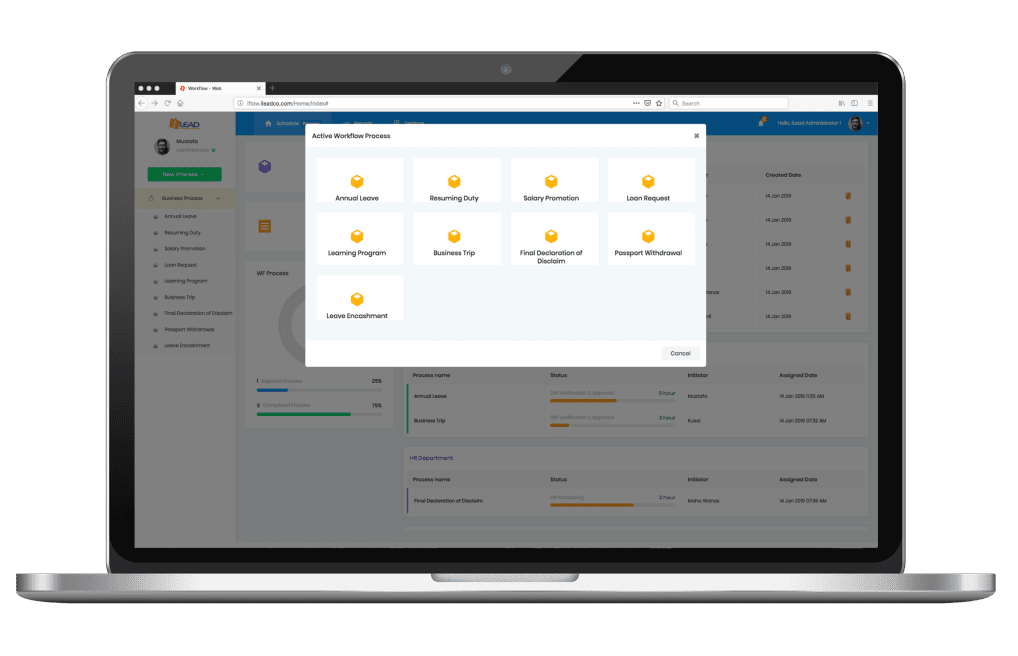 Workflow - Web
iflow.ileadco.com/Home/Index#
Search
iLEAD
Schedule
Reports
Settings
Hello, iLead Administrator !
Mustafa
Administrator
New Process
Business Process
Annual Leave
Resuming Duty
Salary Promotion
Loan Request
Learning Program
Business Trip
Final Declaration of Disclaim
Passport Withdrawal
Leave Encashment
Active Workflow Process
Annual Leave
Resuming Duty
Salary Promotion
Loan Request
Learning Program
Business Trip
Final Declaration of
Disclaim
Passport Withdrawal
Leave Encashment
Cancel
Created Date
14 Jan 2019
14 Jan 2019
14 Jan 2019
14 Jan 2019
14 Jan 2019
14 Jan 2019
WF Process
1 Rejected Process 25%
3 Completed Process 75%
Process name Status Initiator Assigned Date
Annual Leave GM Verification & Approval 5 hour Mustafa 14 Jan 2019 11:35 AM
Business Trip GM Verification & Approval 2 hour Kussi 14 Jan 2019 07:32 AM
HR Department
Process name Status Initiator Assigned Date
Final Declaration of Disclaim HR Processing 3 hour Maha Wanas 14 Jan 2019 07:36 AM